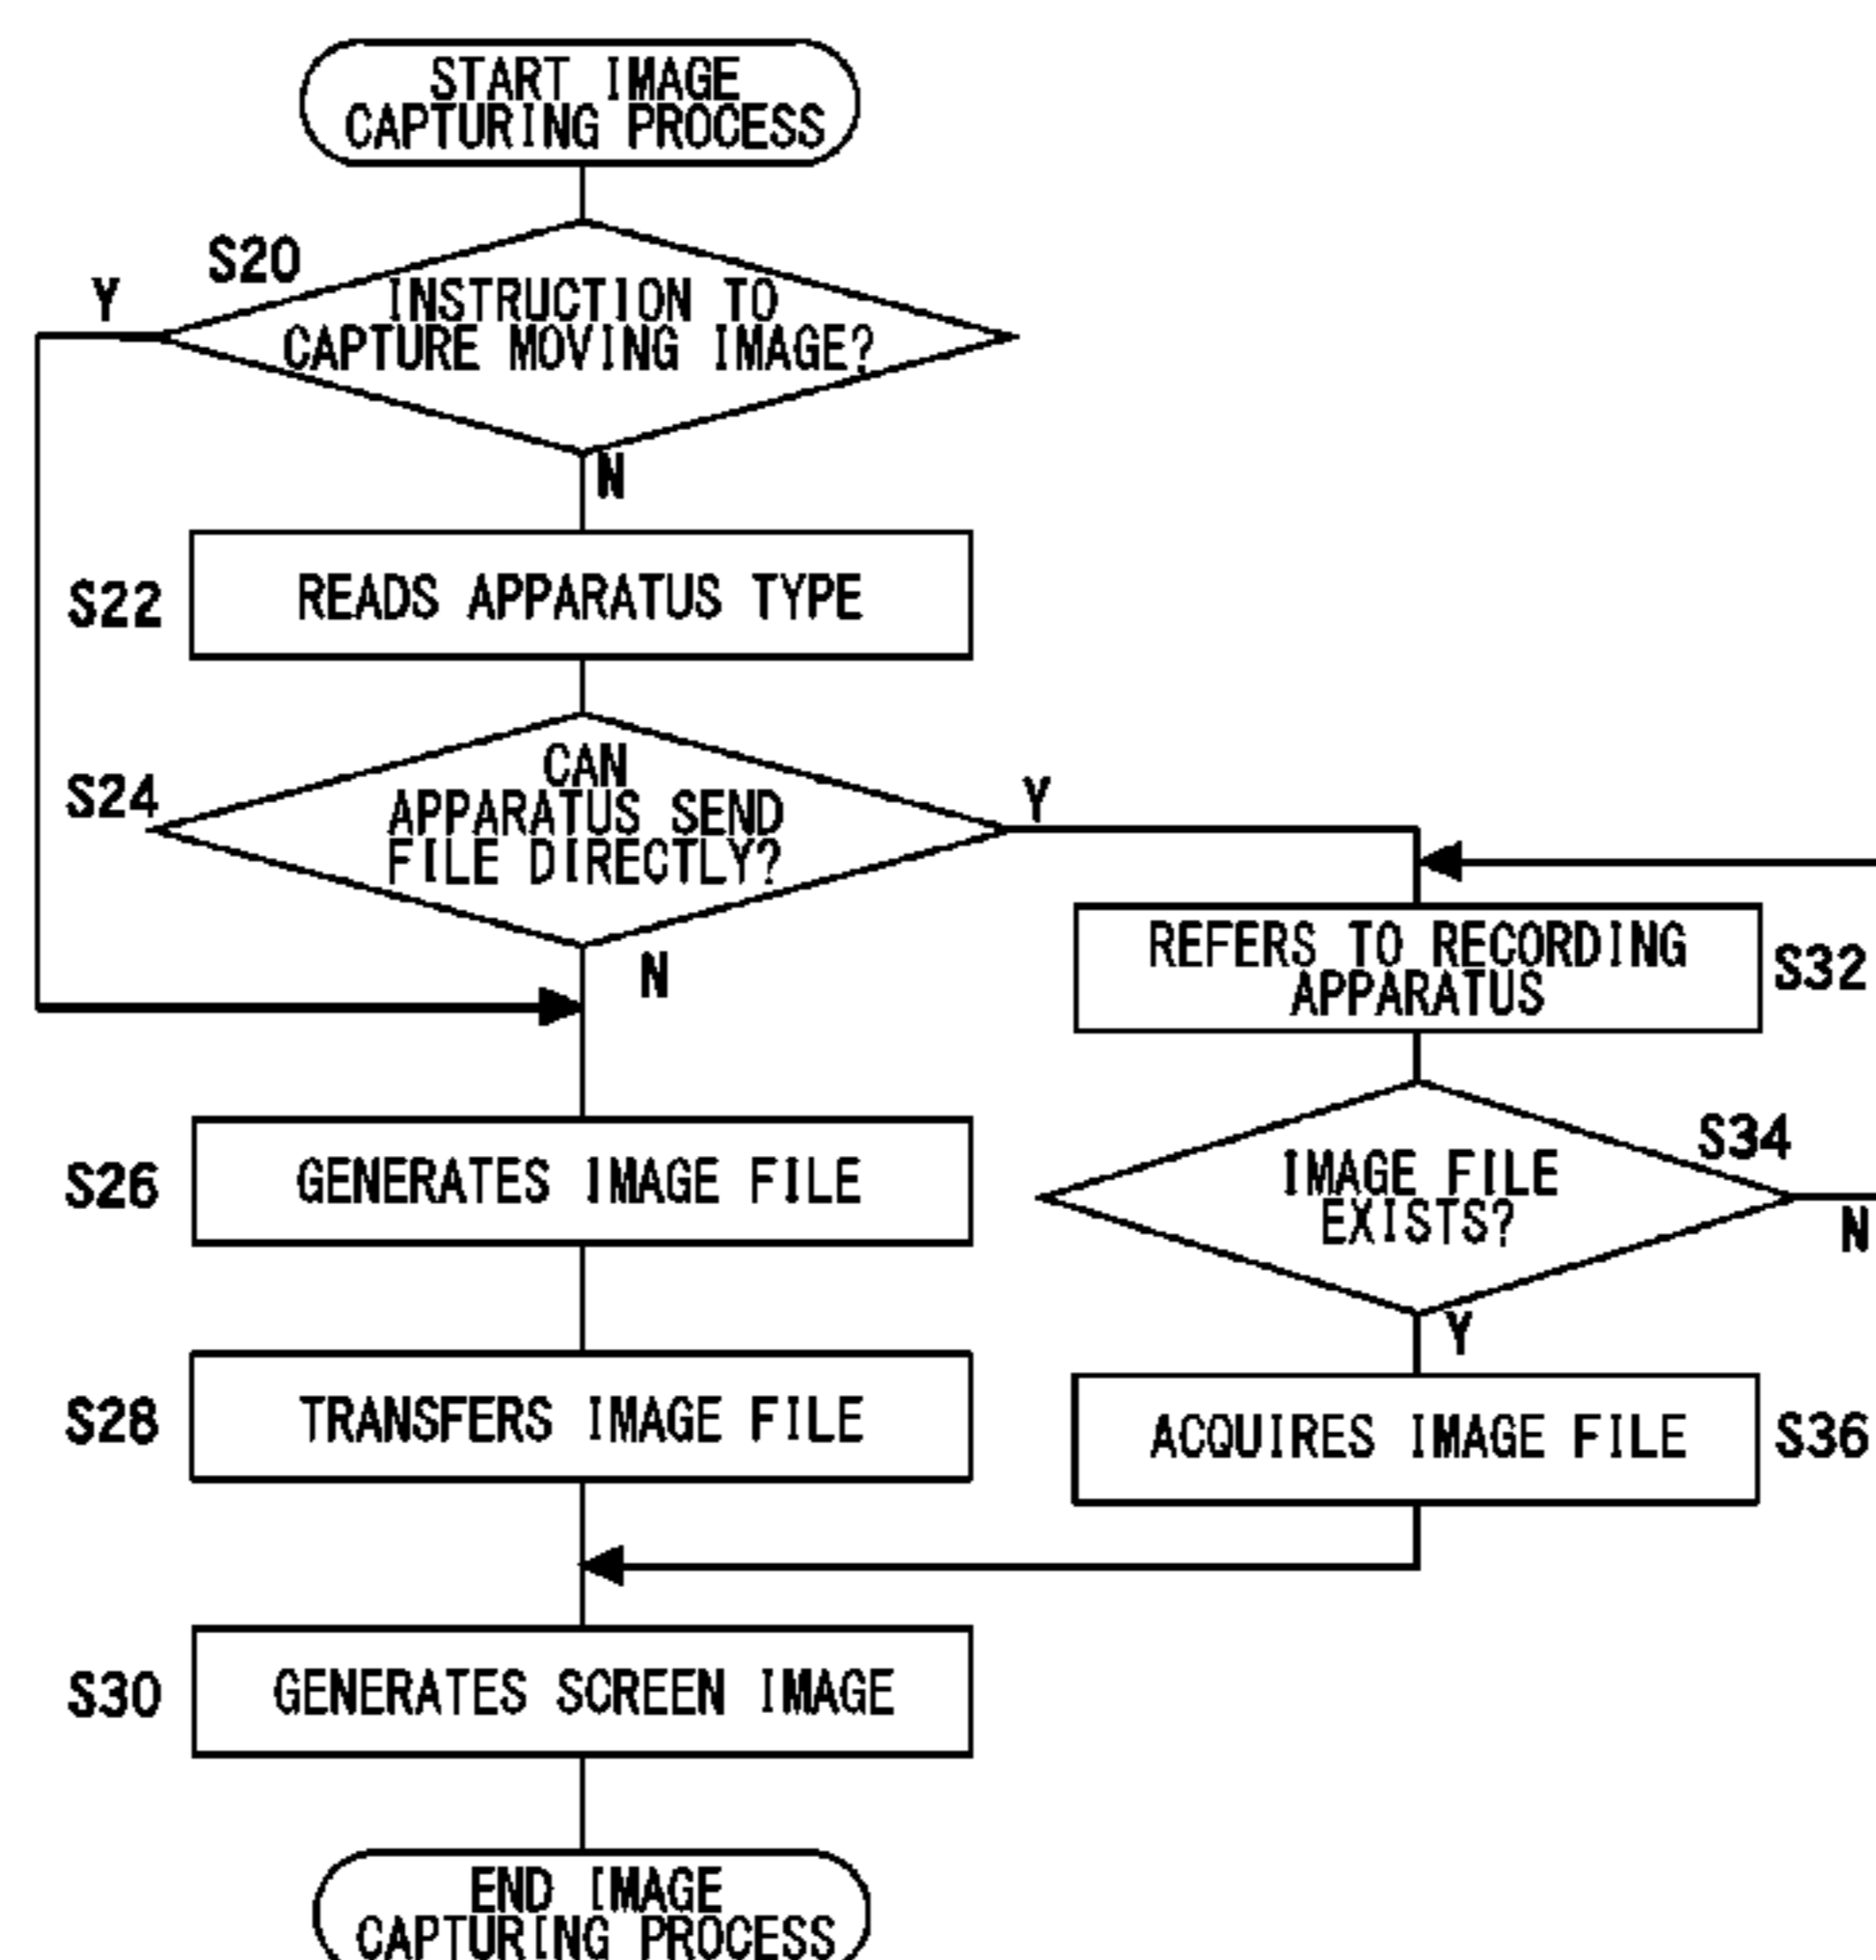 START IMAGE
CAPTURING PROCESS
S20
Y
INSTRUCTION TO
CAPTURE MOVING IMAGE?
N
S22
READS APPARATUS TYPE
S24
CAN
APPARATUS SEND
FILE DIRECTLY?
Y
N
REFERS TO RECORDING
APPARATUS
S32
S26
GENERATES IMAGE FILE
S34
IMAGE FILE
EXISTS?
N
Y
S28
TRANSFERS IMAGE FILE
ACQUIRES IMAGE FILE
S36
S30
GENERATES SCREEN IMAGE
END IMAGE
CAPTURING PROCESS